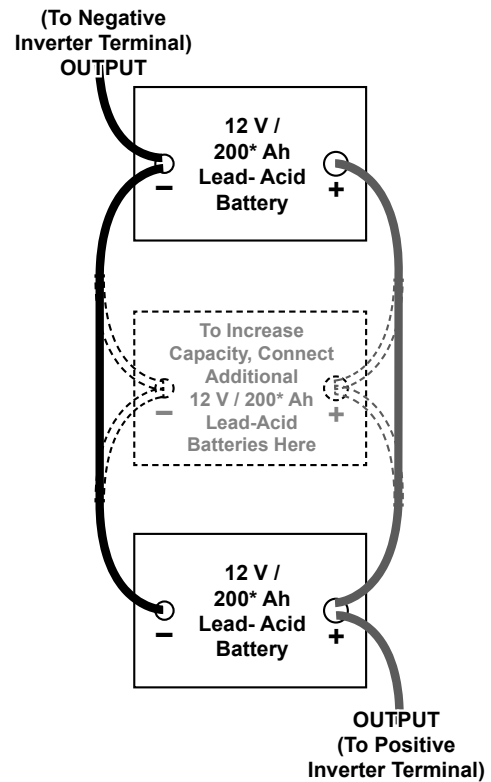 (To Negative
Inverter Terminal)
OUTPUT
12 V /
200* Ah
Lead- Acid
Battery
– +
To Increase
Capacity, Connect
Additional
12 V / 200* Ah
Lead-Acid
Batteries Here
– +
12 V /
200* Ah
Lead- Acid
Battery
– +
OUTPUT
(To Positive
Inverter Terminal)